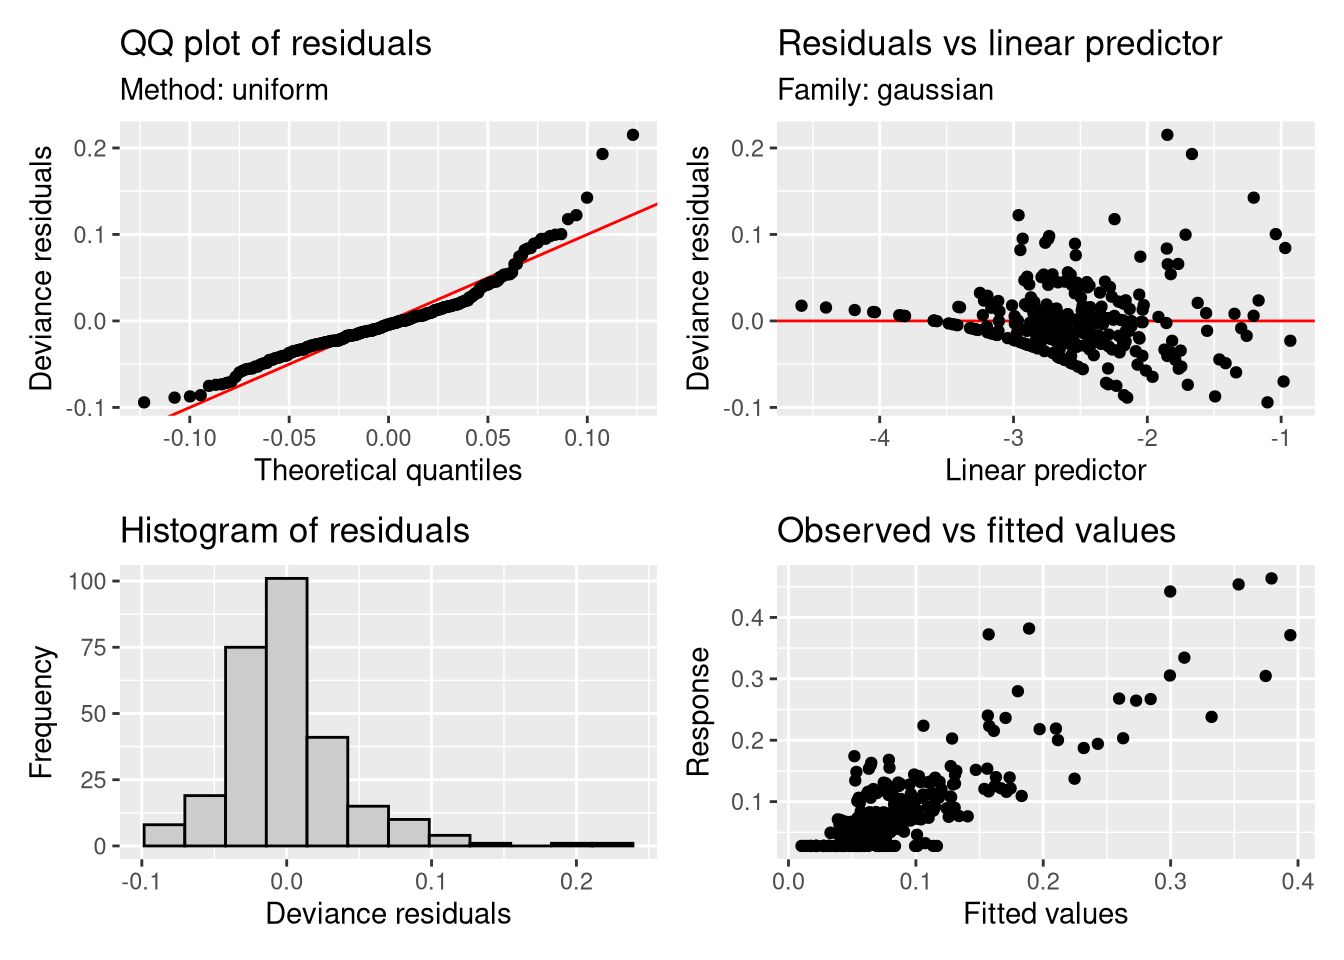 QQ plot of residuals
Method: uniform
Deviance residuals
0.2
0.1
0.0
-0.1
-0.10 -0.05 0.00 0.05 0.10
Theoretical quantiles
Residuals vs linear predictor
Family: gaussian
Deviance residuals
0.2
0.1
0.0
-0.1
-4 -3 -2 -1
Linear predictor
Histogram of residuals
Frequency
100
75
50
25
0
-0.1 0.0 0.1 0.2
Deviance residuals
Observed vs fitted values
Response
0.4
0.3
0.2
0.1
0.0 0.1 0.2 0.3 0.4
Fitted values